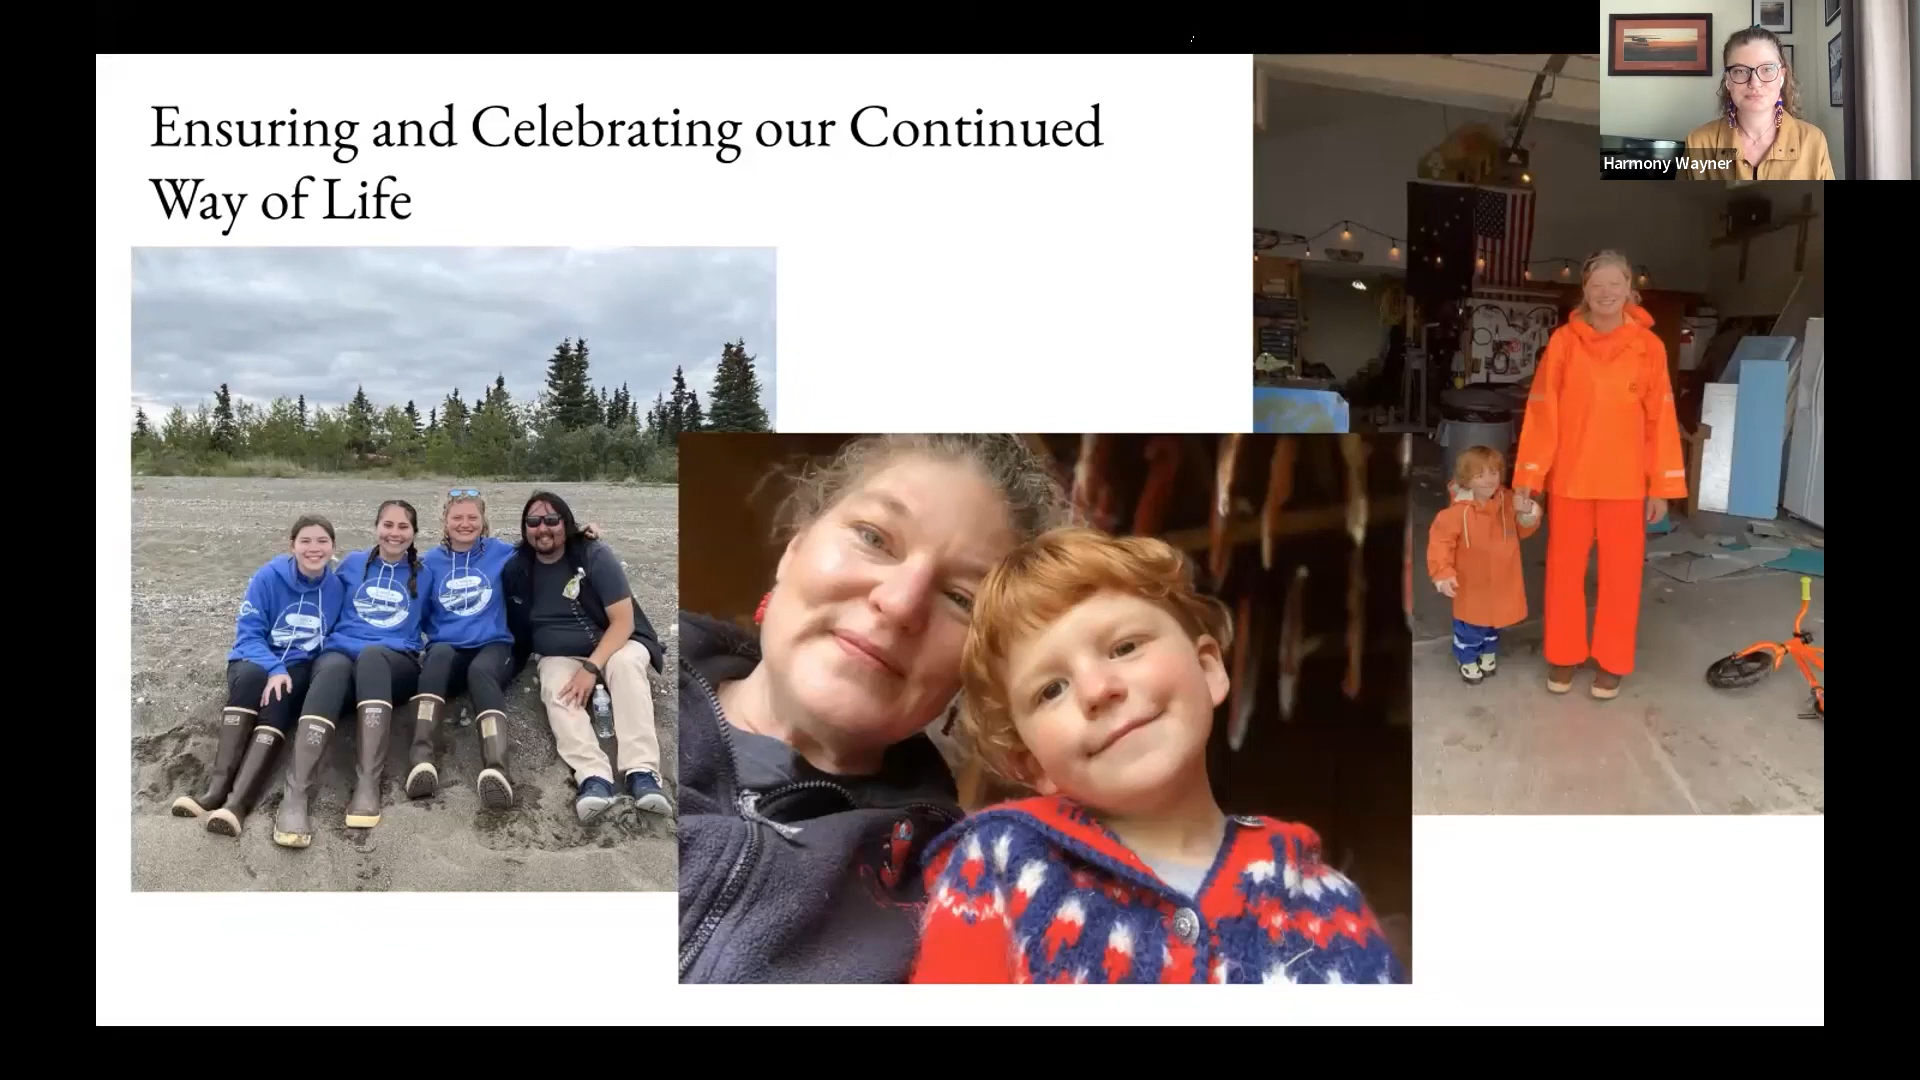 Ensuring and Celebrating our Continued
Way of Life
Harmony Wayner